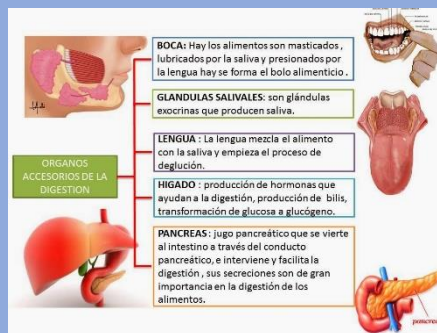 BOCA: Hay los alimentos son masticados ,
lubricados por la saliva y presionados por
la lengua hay se forma el bolo alimenticio .
GLANDULAS SALIVALES: son glándulas
exocrinas que producen saliva.
LENGUA : La lengua mezcla el alimento
con la saliva y empieza el proceso de
deglución.
ORGANOS
ACCESORIOS DE LA
DIGESTION
HIGADO : producción de hormonas que
ayudan a la digestión, producción de bilis,
transformación de glucosa a glucógeno.
PANCREAS : jugo pancreático que se vierte
al intestino a través del conducto
pancreático, e interviene y facilita la
digestión , sus secreciones son de gran
importancia en la digestión de los
alimentos.